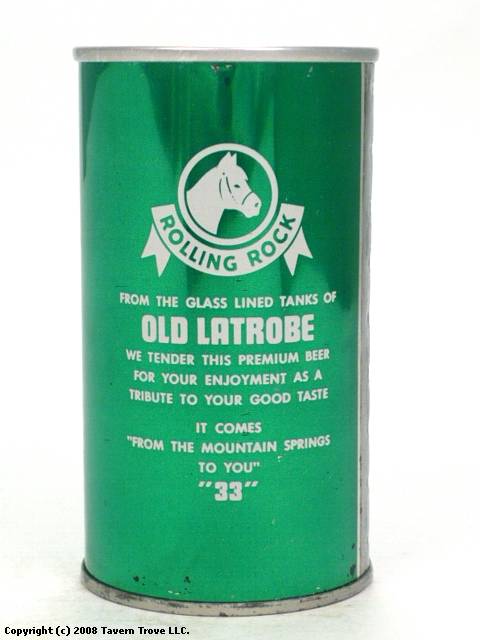 ROLLING ROCK
FROM THE GLASS LINED TANKS OF
OLD LATROBE
WE TENDER THIS PREMIUM BEER
FOR YOUR ENJOYMENT AS A
TRIBUTE TO YOUR GOOD TASTE
IT COMES
"FROM THE MOUNTAIN SPRINGS
TO YOU"
"33"
Copyright (c) 2008 Tavern Trove LLC.